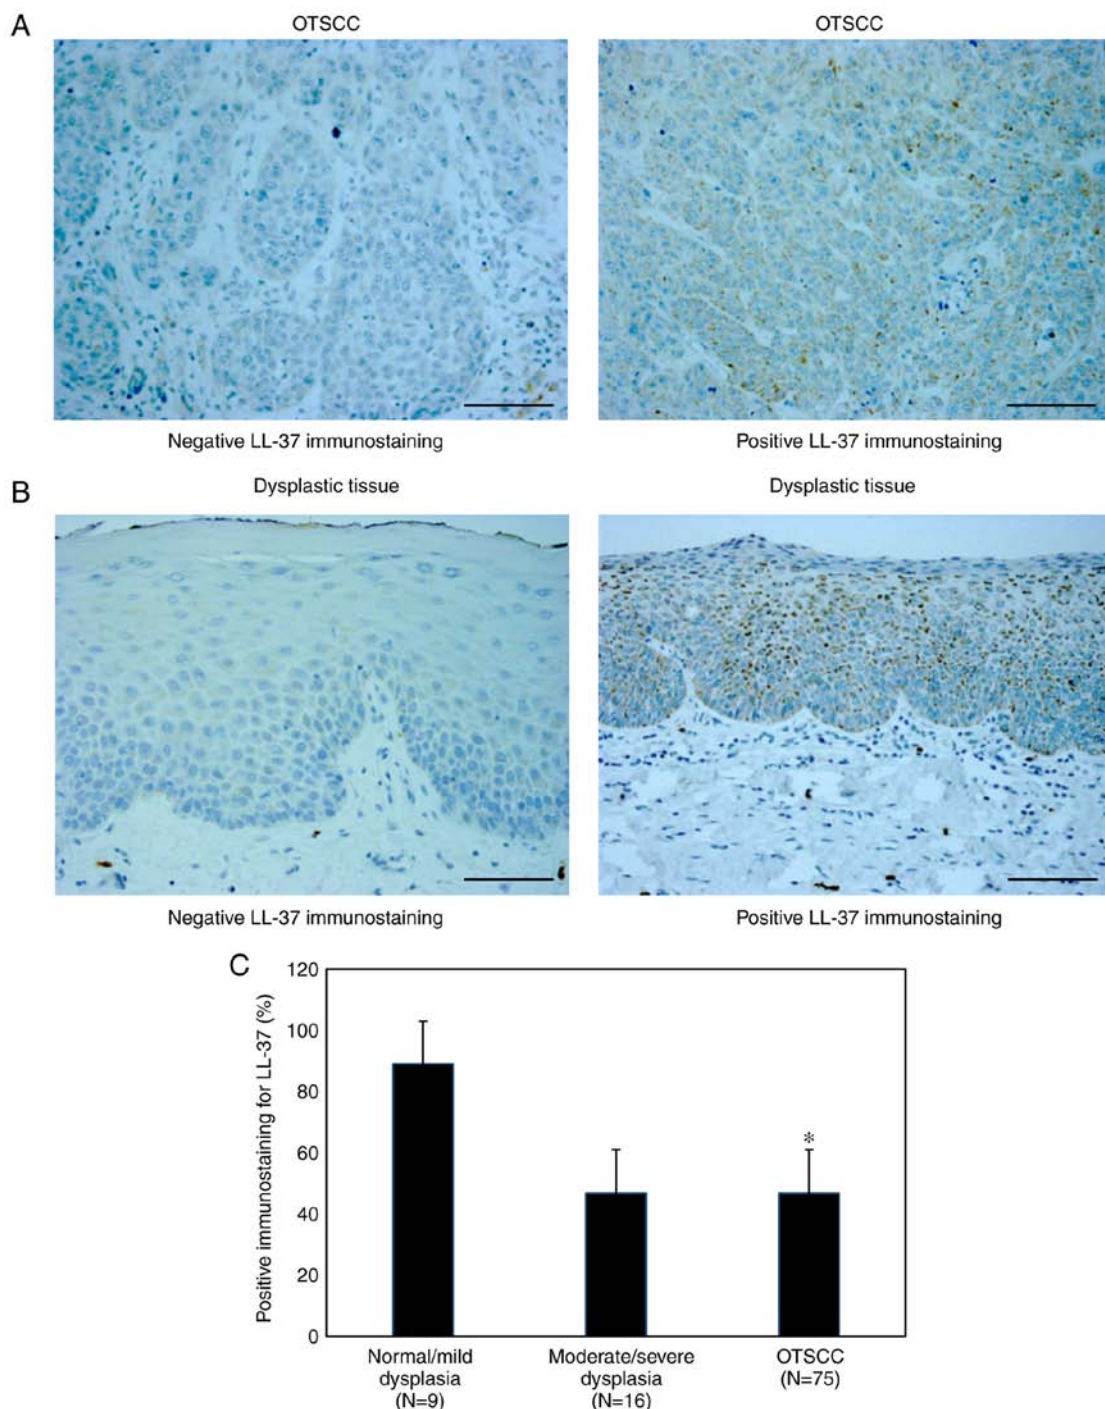 A
OTSCC
OTSCC
Negative LL-37 immunostaining
Positive LL-37 immunostaining
B
Dysplastic tissue
Dysplastic tissue
Negative LL-37 immunostaining
Positive LL-37 immunostaining
C
Positive immunostaining for LL-37 (%)
120
100
80
60
40
20
0
*
Normal/mild
dysplasia
(N=9)
Moderate/severe
dysplasia
(N=16)
OTSCC
(N=75)